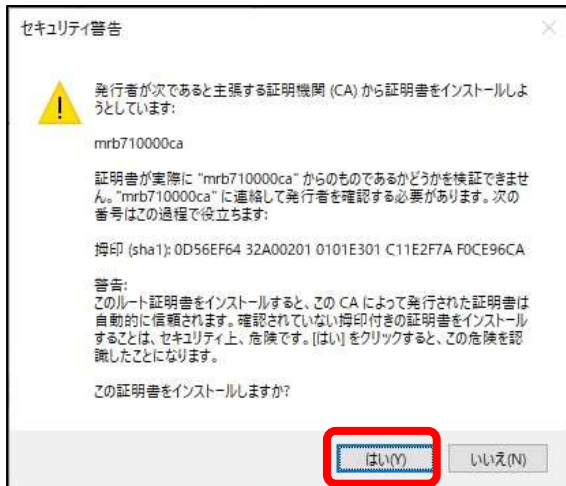 セキュリティ警告
発行者が次であると主張する証明機関 (CA) から証明書をインストールしよ
うとしています:
mrb710000ca
証明書が実際に "mrb710000ca" からのものであるかどうかを検証できませ
ん。"mrb710000ca" に連絡して発行者を確認する必要があります。次の
番号はこの過程で役立ちます:
拇印 (sha1): 0D56EF64 32A00201 0101E301 C11E2F7A F0CE96CA
警告:
このルート証明書をインストールすると、この CA によって発行された証明書は
自動的に信頼されます。確認されていない拇印付きの証明書をインストール
することは、セキュリティ上、危険です。[はい] をクリックすると、この危険を認
識したことになります。
この証明書をインストールしますか?
はい(Y)
いいえ(N)